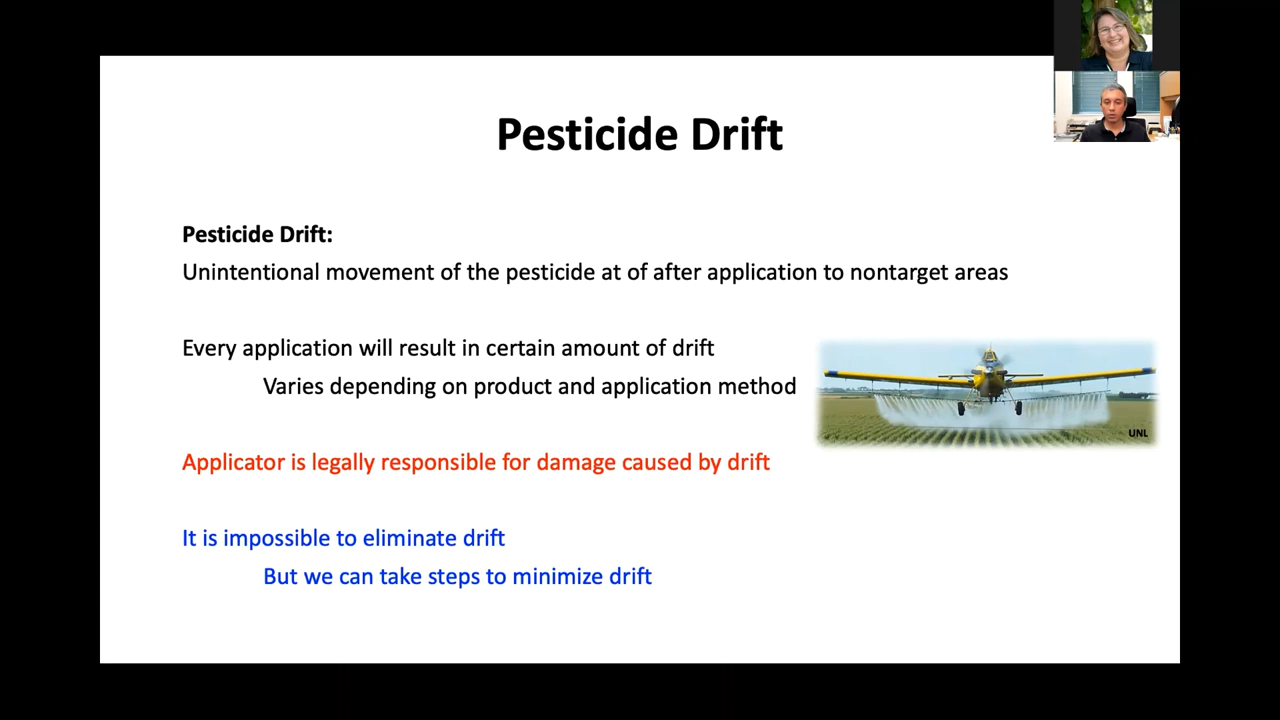 Pesticide Drift
Pesticide Drift:
Unintentional movement of the pesticide at of after application to nontarget areas
Every application will result in certain amount of drift
Varies depending on product and application method
UNL
Applicator is legally responsible for damage caused by drift
It is impossible to eliminate drift
But we can take steps to minimize drift